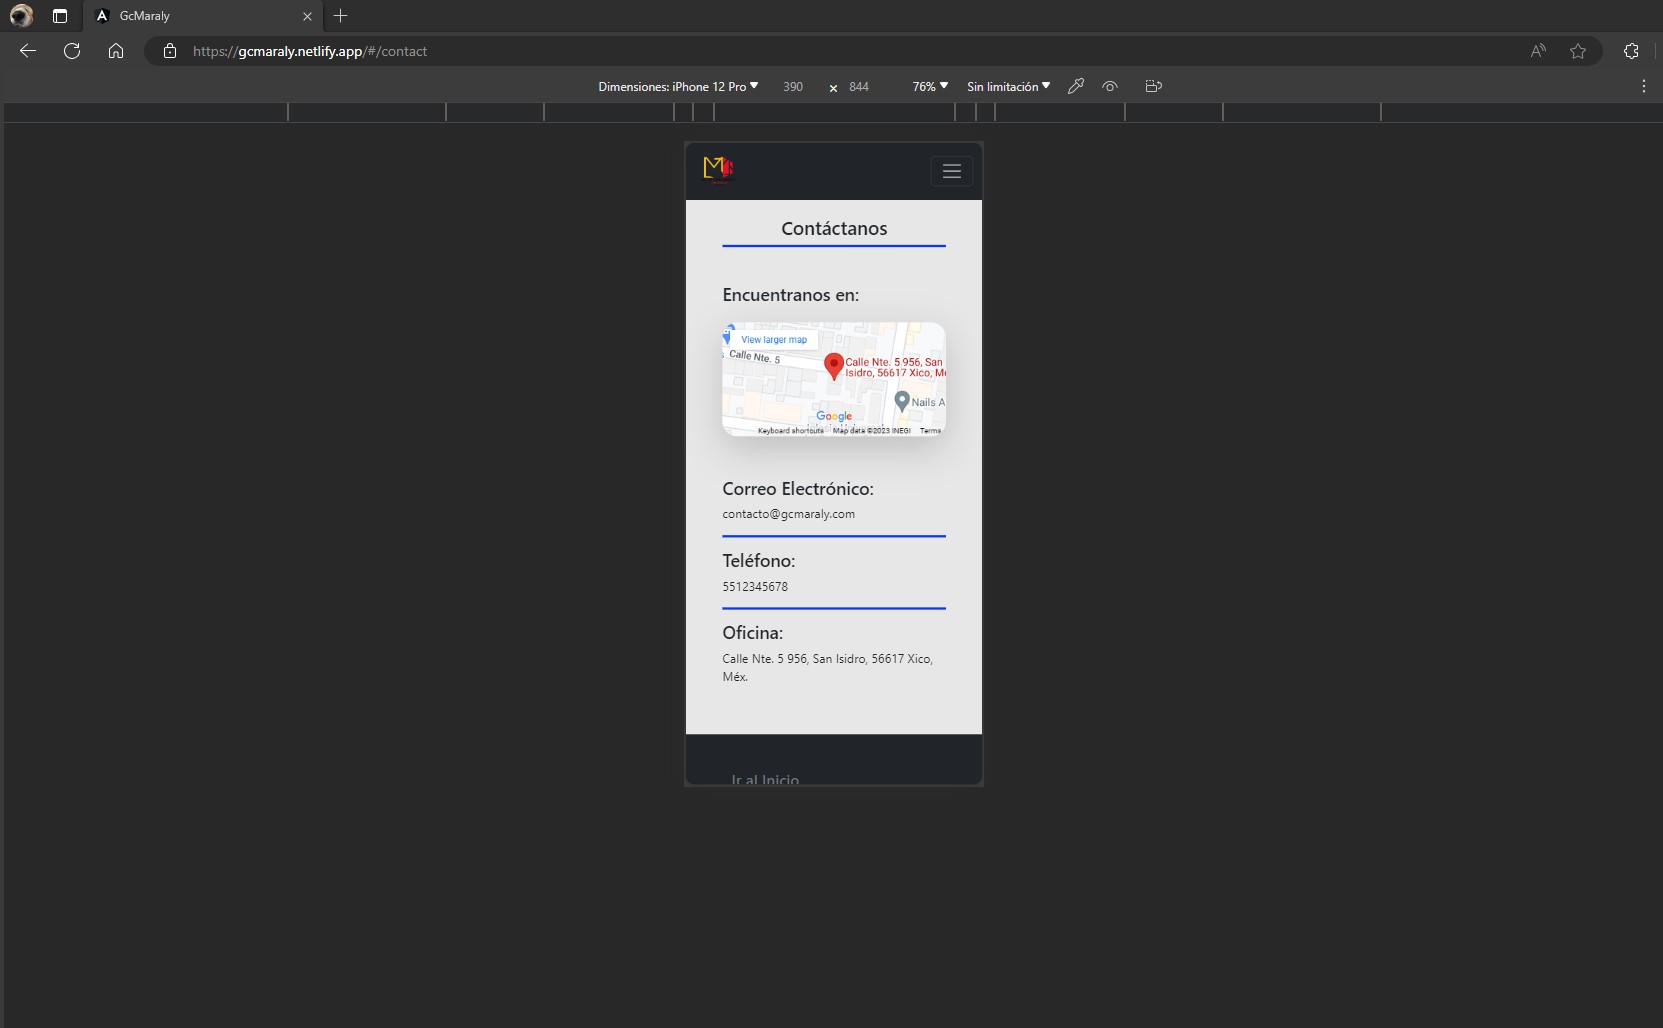 GcMaraly
https://gcmaraly.netlify.app/#/contact
Dimensiones: iPhone 12 Pro 390 × 844 76% Sin limitación
Contáctanos
Encuentranos en:
View larger map
Calle Nte. 5
Calle Nte. 5 956, San
Isidro, 56617 Xico, Mé
Nails A
Google
Keyboard shortcuts Map data ©2023 INEGI Terms
Correo Electrónico:
contacto@gcmaraly.com
Teléfono:
5512345678
Oficina:
Calle Nte. 5 956, San Isidro, 56617 Xico,
Méx.
Ir al Inicio